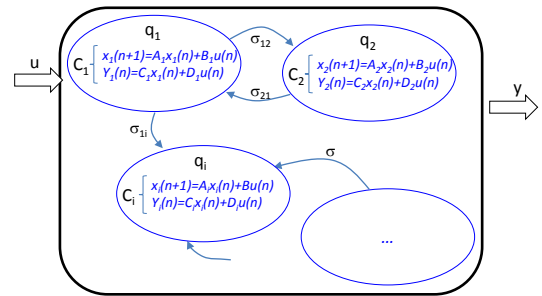 q1
σ12
q2
u
C1
x1(n+1)=A1x1(n)+B1u(n)
Y1(n)=C1x1(n)+D1u(n)
C2
x2(n+1)=A2x2(n)+B2u(n)
Y2(n)=C2x2(n)+D2u(n)
y
σ21
σ1i
qi
σ
Ci
xi(n+1)=Aixi(n)+Bu(n)
Yi(n)=Cixi(n)+Diu(n)
...